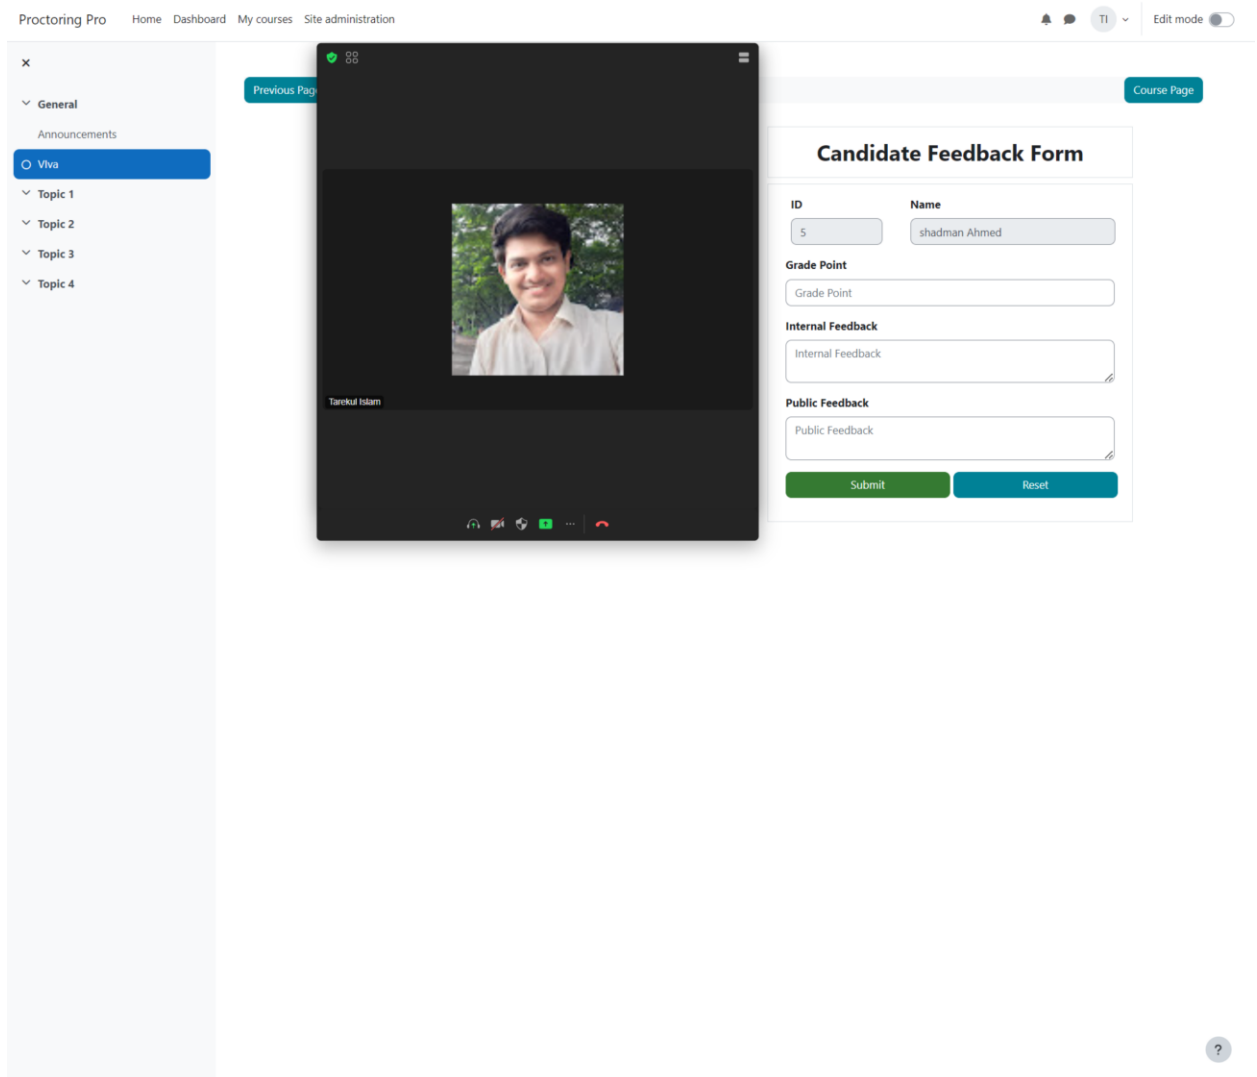 Proctoring Pro Home Dashboard My courses Site administration TI Edit mode
General
Announcements
VIva
Topic 1
Topic 2
Topic 3
Topic 4
Previous Pag
Course Page
Tarekul Islam
Candidate Feedback Form
ID Name
5 shadman Ahmed
Grade Point
Grade Point
Internal Feedback
Internal Feedback
Public Feedback
Public Feedback
Submit Reset
?